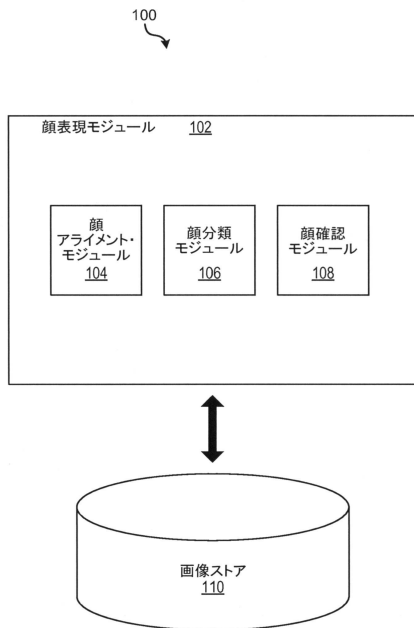 100
顔表現モジュール 102
顔
アライメント・
モジュール
104
顔分類
モジュール
106
顔確認
モジュール
108
画像ストア
110